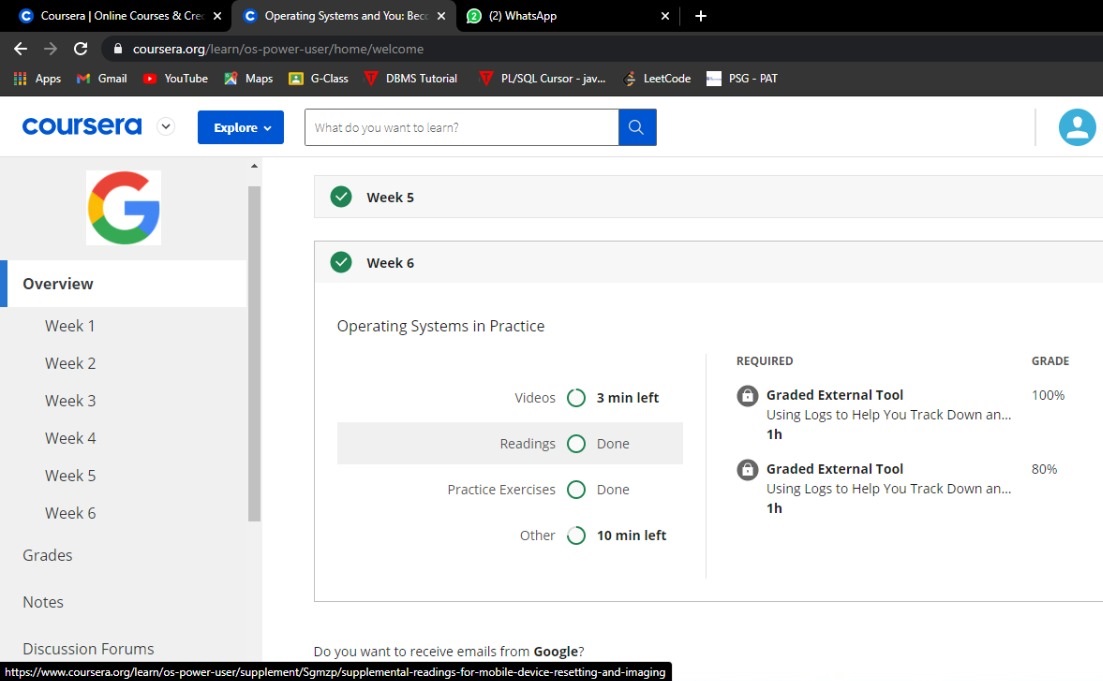 Coursera | Online Courses & Cre
Operating Systems and You: Bec
(2) WhatsApp
coursera.org/learn/os-power-user/home/welcome
Apps
Gmail
YouTube
Maps
G-Class
DBMS Tutorial
PL/SQL Cursor - jav...
LeetCode
PSG - PAT
coursera
Explore
What do you want to learn?
Overview
Week 1
Week 2
Week 3
Week 4
Week 5
Week 6
Grades
Notes
Discussion Forums
Week 5
Week 6
Operating Systems in Practice
Videos 3 min left
Readings Done
Practice Exercises Done
Other 10 min left
REQUIRED GRADE
Graded External Tool 100%
Using Logs to Help You Track Down an...
1h
Graded External Tool 80%
Using Logs to Help You Track Down an...
1h
Do you want to receive emails from Google?
https://www.coursera.org/learn/os-power-user/supplement/Sgmzp/supplemental-readings-for-mobile-device-resetting-and-imaging